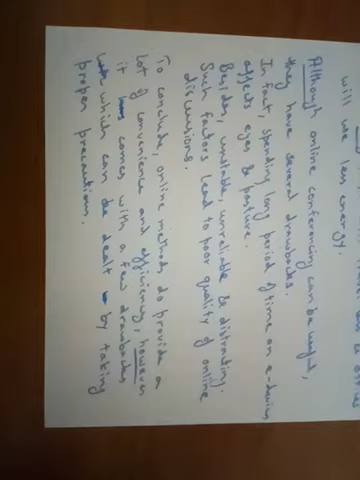 will use less energy.
Although online conferencing can be useful,
they have several drawbacks.
In fact, spending long period of time on e-devices
affects eyes & posture.
Besides, unstable, unreliable & distracting.
Such factors lead to poor quality of online
discussions.
To conclude, online methods do provide a
lot of convenience and efficiency, however
it comes with a few drawbacks
which can be dealt by taking
proper precautions.